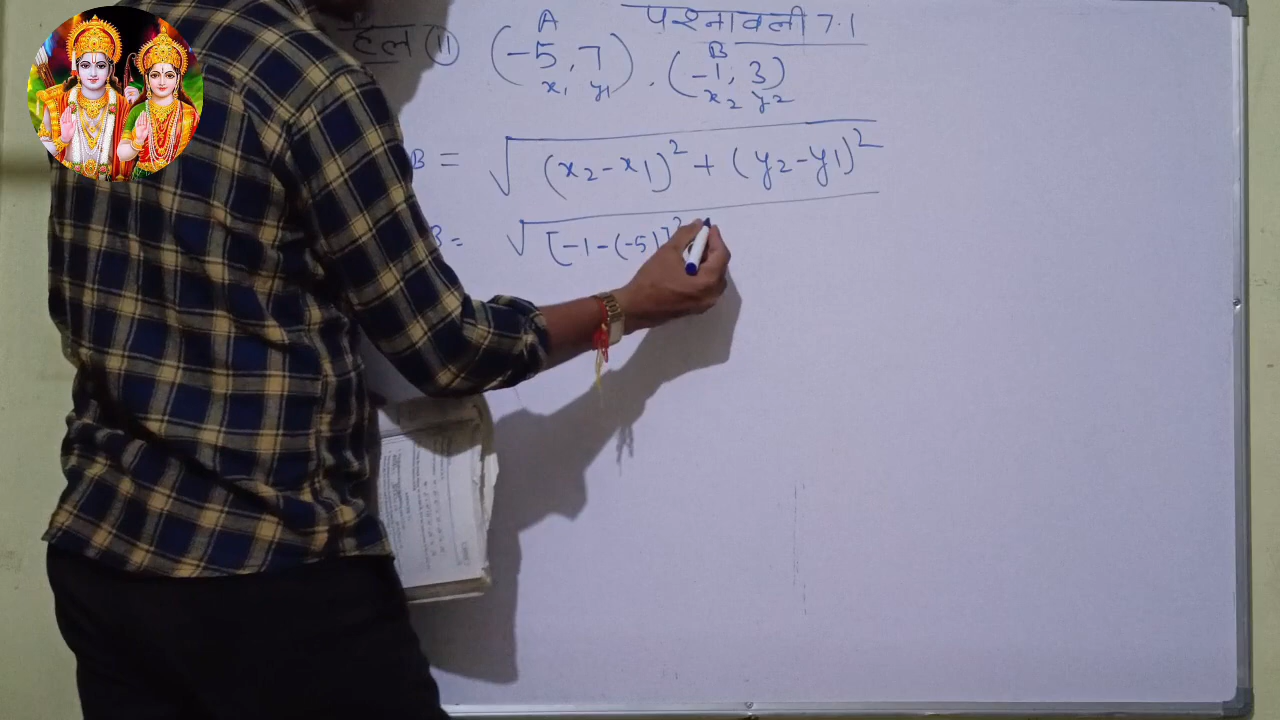 प्रश्नावली 7.1
हल (ii) A(-5, 7), B(-1, 3)
x₁ y₁ x₂ y₂
B = √(x₂-x₁)² + (y₂-y₁)²
B = √[-1-(-5)]²